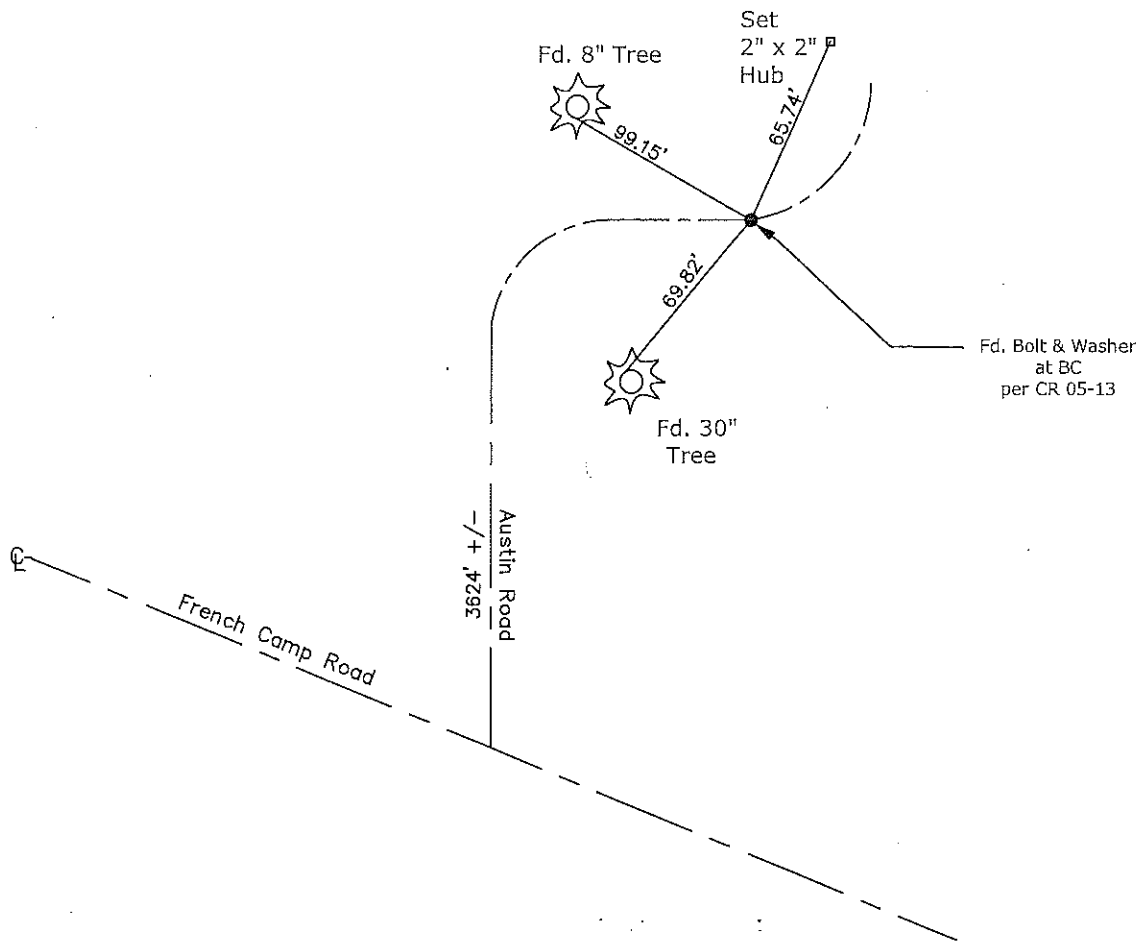 Set
2" x 2"
Hub
Fd. 8" Tree
99.15'
65.74'
69.82'
Fd. Bolt & Washer
at BC
per CR 05-13
Fd. 30"
Tree
Austin Road
3624' +/-
℄
French Camp Road